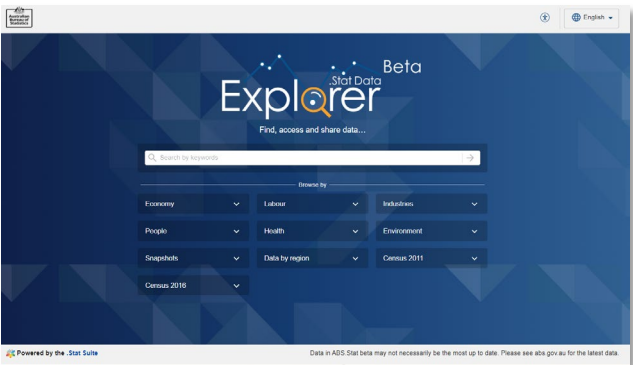 Australian
Bureau of
Statistics
English
Beta
.Stat Data
Explorer
Find, access and share data...
Search by keywords
Browse by
Economy
Labour
Industries
People
Health
Environment
Snapshots
Data by region
Census 2011
Census 2016
Powered by the .Stat Suite
Data in ABS.Stat beta may not necessarily be the most up to date. Please see abs.gov.au for the latest data.